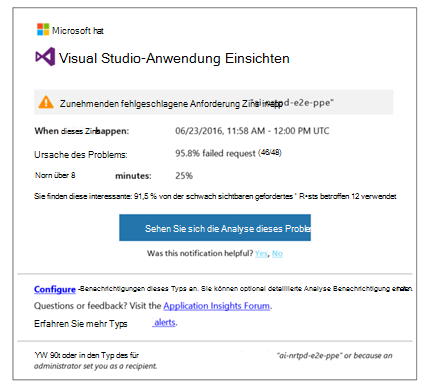 Microsoft hat
Visual Studio-Anwendung Einsichten
Zunehmenden fehlgeschlagene Anforderung Zins in app "ai-nrtpd-e2e-ppe"
When dieses Zins happen: 06/23/2016, 11:58 AM - 12:00 PM UTC
Ursache des Problems: 95.8% failed request (46/48)
Norn über 8 minutes: 25%
Sie finden diese interessante: 91,5 % von der schwach sichtbaren gefordertes " betroffen 12 verwendet
Sehen Sie sich die Analyse dieses Problem
Was this notification helpful? Yes, No
Configure -Benachrichtigungen dieses Typs an. Sie können optional detaillierte Analyse Benachrichtigung
Questions or feedback? Visit the Application Insights Forum.
Erfahren Sie mehr Typs alerts.
YW 90t oder in den Typ des für "ai-nrtpd-e2e-ppe" or because an
administrator set you as a recipient.